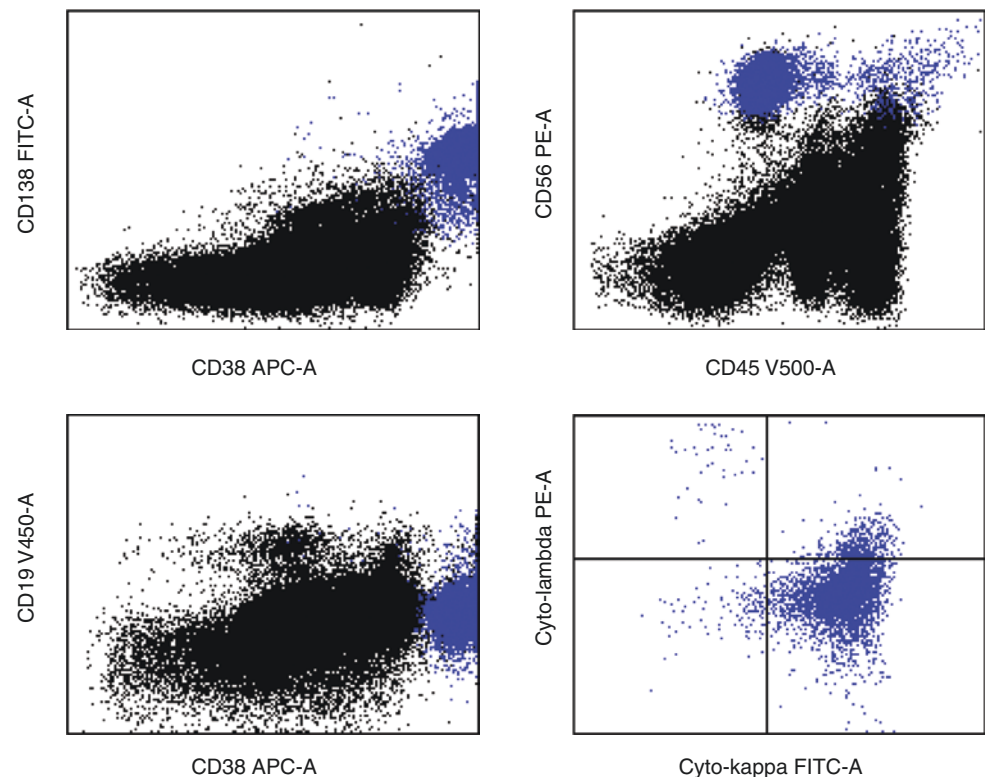 CD138 FITC-A
CD38 APC-A
CD56 PE-A
CD45 V500-A
CD19 V450-A
CD38 APC-A
Cyto-lambda PE-A
Cyto-kappa FITC-A